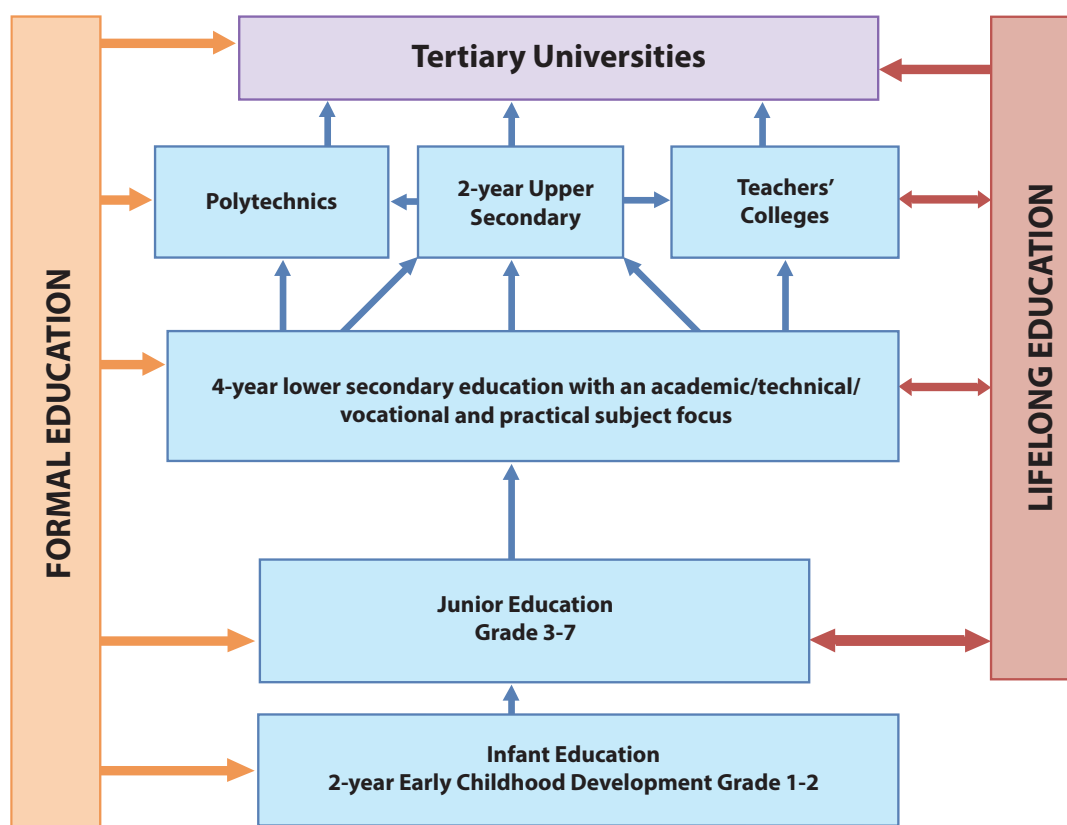 Tertiary Universities
Polytechnics
2-year Upper
Secondary
Teachers’
Colleges
4-year lower secondary education with an academic/technical/
vocational and practical subject focus
Junior Education
Grade 3-7
Infant Education
2-year Early Childhood Development Grade 1-2
FORMAL EDUCATION
LIFELONG EDUCATION